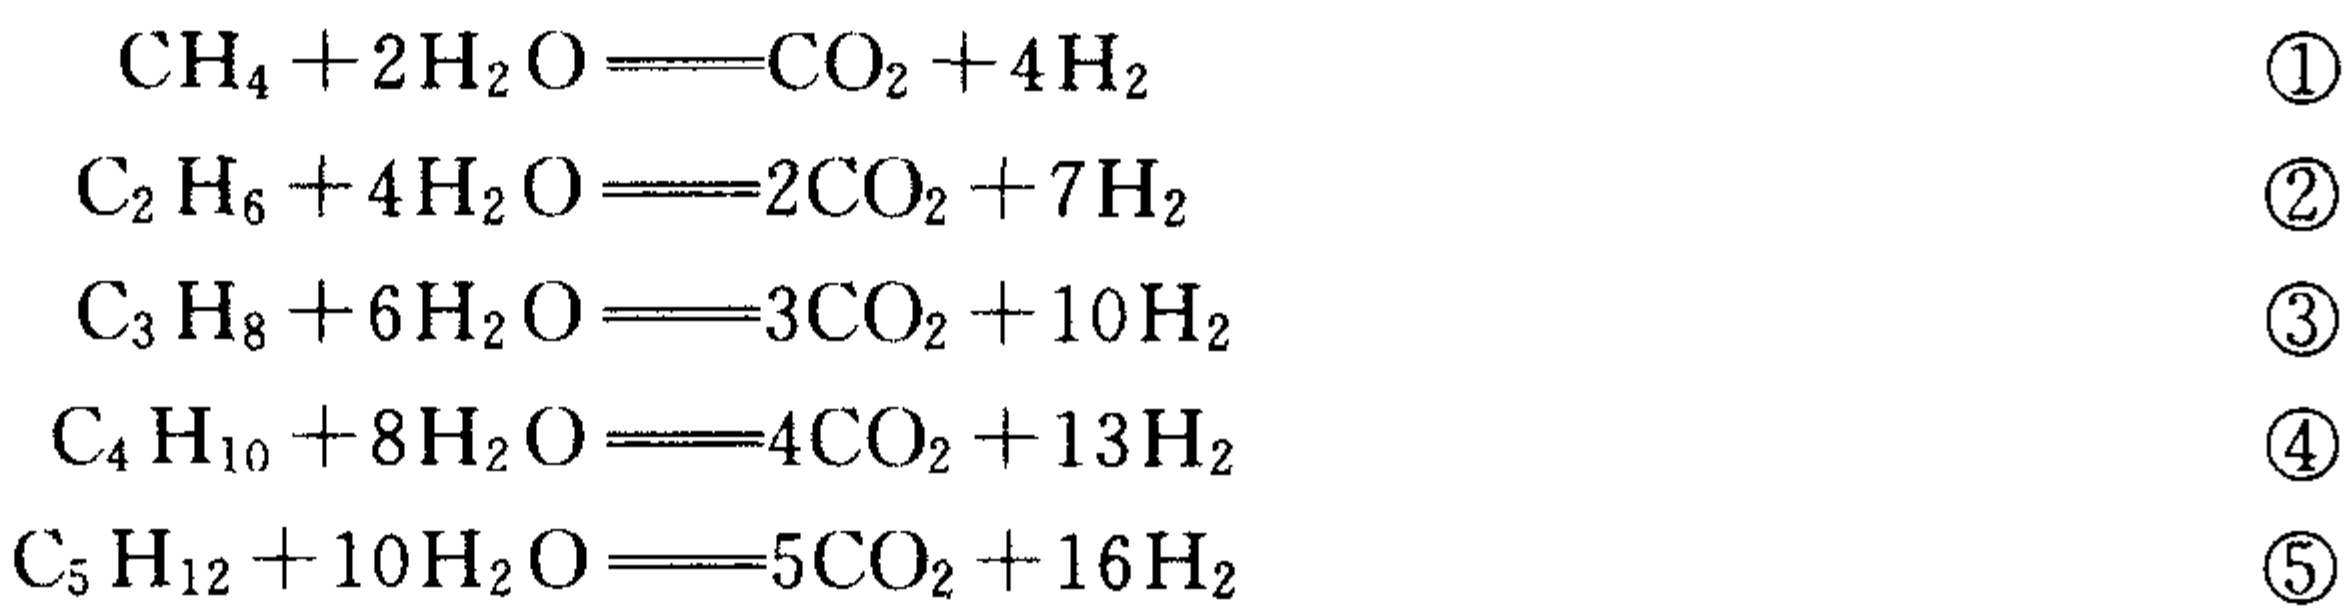 CH₄+2H₂O══CO₂+4H₂ ①
C₂H₆+4H₂O══2CO₂+7H₂ ②
C₃H₈+6H₂O══3CO₂+10H₂ ③
C₄H₁₀+8H₂O══4CO₂+13H₂ ④
C₅H₁₂+10H₂O══5CO₂+16H₂ ⑤